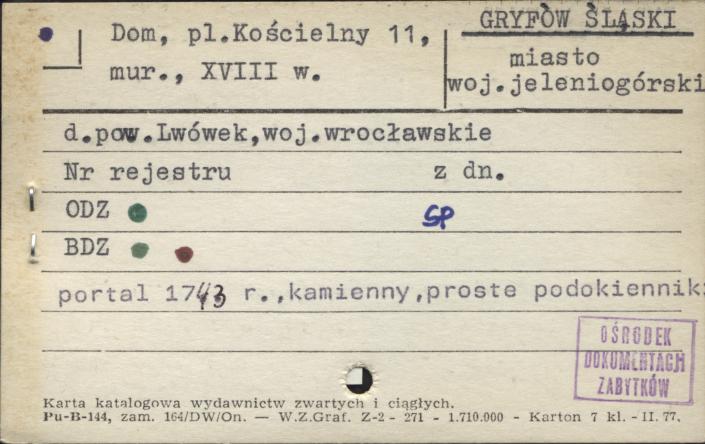 Dom, pl.Kościelny 11,
mur., XVIII w.
GRYFÓW ŚLĄSKI
miasto
woj.jeleniogórski
d.pow.Lwówek,woj.wrocławskie
Nr rejestru z dn.
ODZ SP
BDZ
portal 1743 r.,kamienny,proste podokiennik
OŚRODEK
DOKUMENTACJI
ZABYTKÓW
Karta katalogowa wydawnictw zwartych i ciągłych.
Pu-B-144, zam. 164/DW/On. — W.Z.Graf. Z-2 - 271 - 1.710.000 - Karton 7 kl. - II. 77.